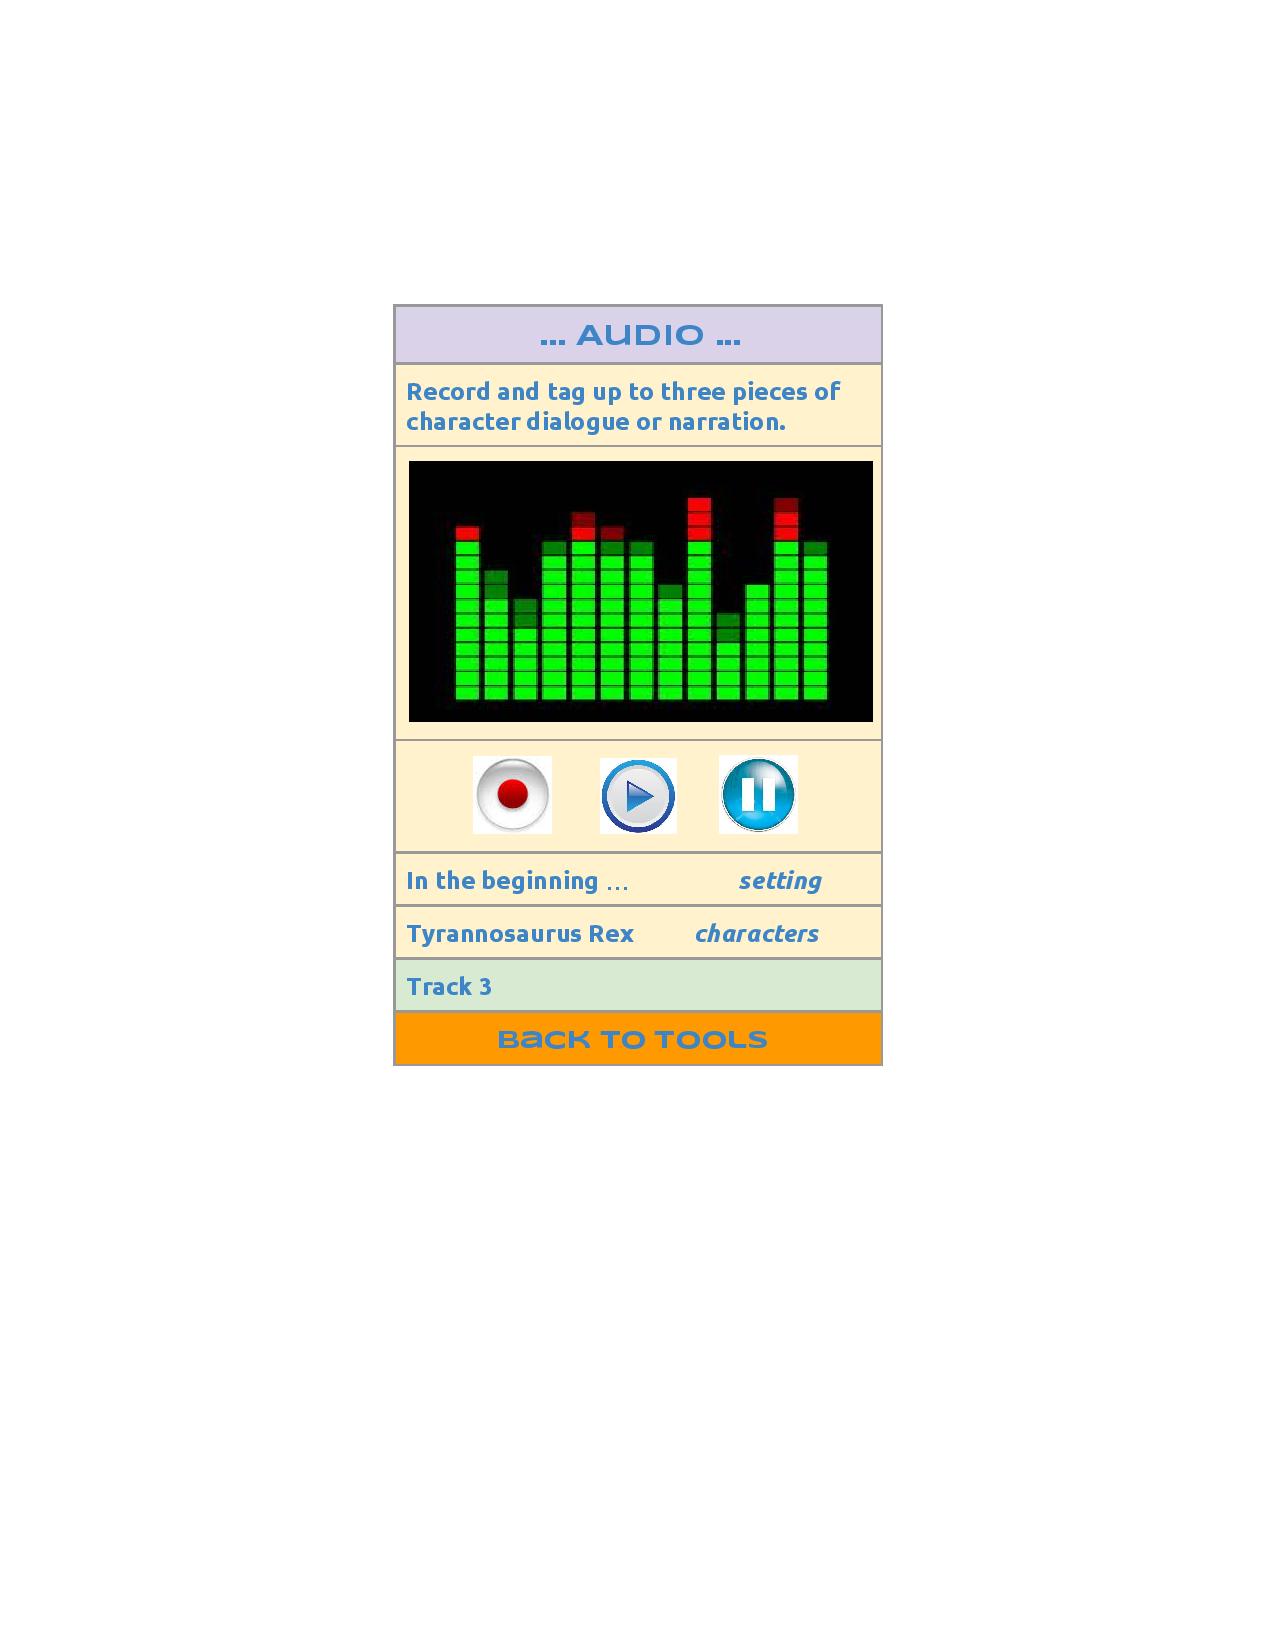 ... AUDIO ...
Record and tag up to three pieces of
character dialogue or narration.
In the beginning … setting
Tyrannosaurus Rex characters
Track 3
BACK TO TOOLS